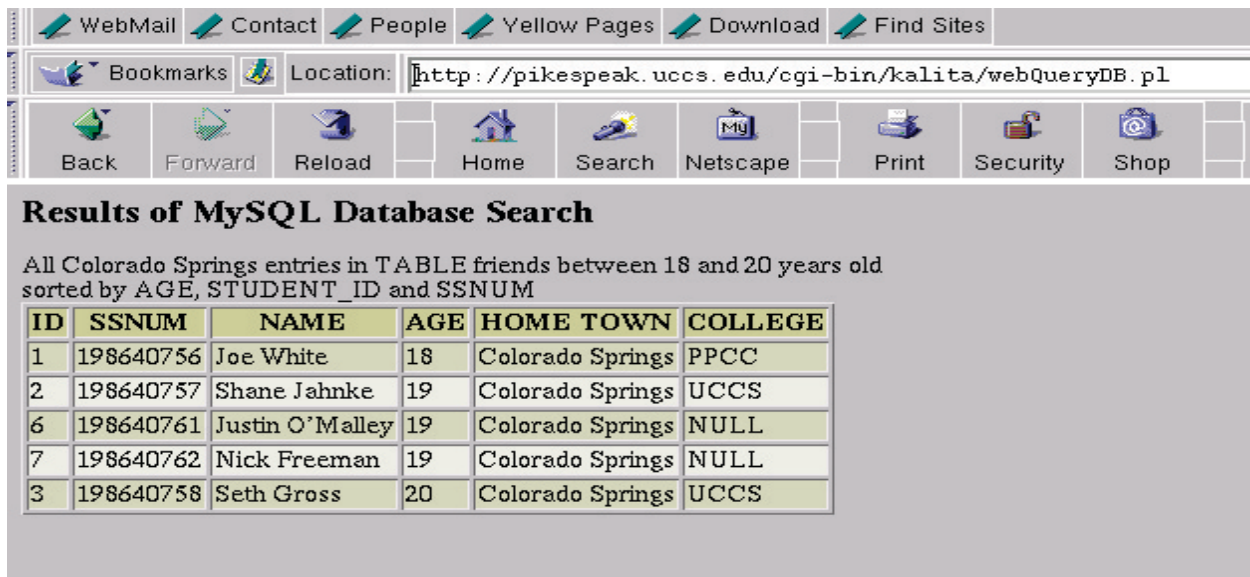 WebMail Contact People Yellow Pages Download Find Sites
Bookmarks Location: http://pikespeak.uccs.edu/cgi-bin/kalita/webQueryDB.pl
My
Back Forward Reload Home Search Netscape Print Security Shop
Results of MySQL Database Search
All Colorado Springs entries in TABLE friends between 18 and 20 years old
sorted by AGE, STUDENT_ID and SSNUM
ID SSNUM NAME AGE HOME TOWN COLLEGE
1 198640756 Joe White 18 Colorado Springs PPCC
2 198640757 Shane Jahnke 19 Colorado Springs UCCS
6 198640761 Justin O'Malley 19 Colorado Springs NULL
7 198640762 Nick Freeman 19 Colorado Springs NULL
3 198640758 Seth Gross 20 Colorado Springs UCCS